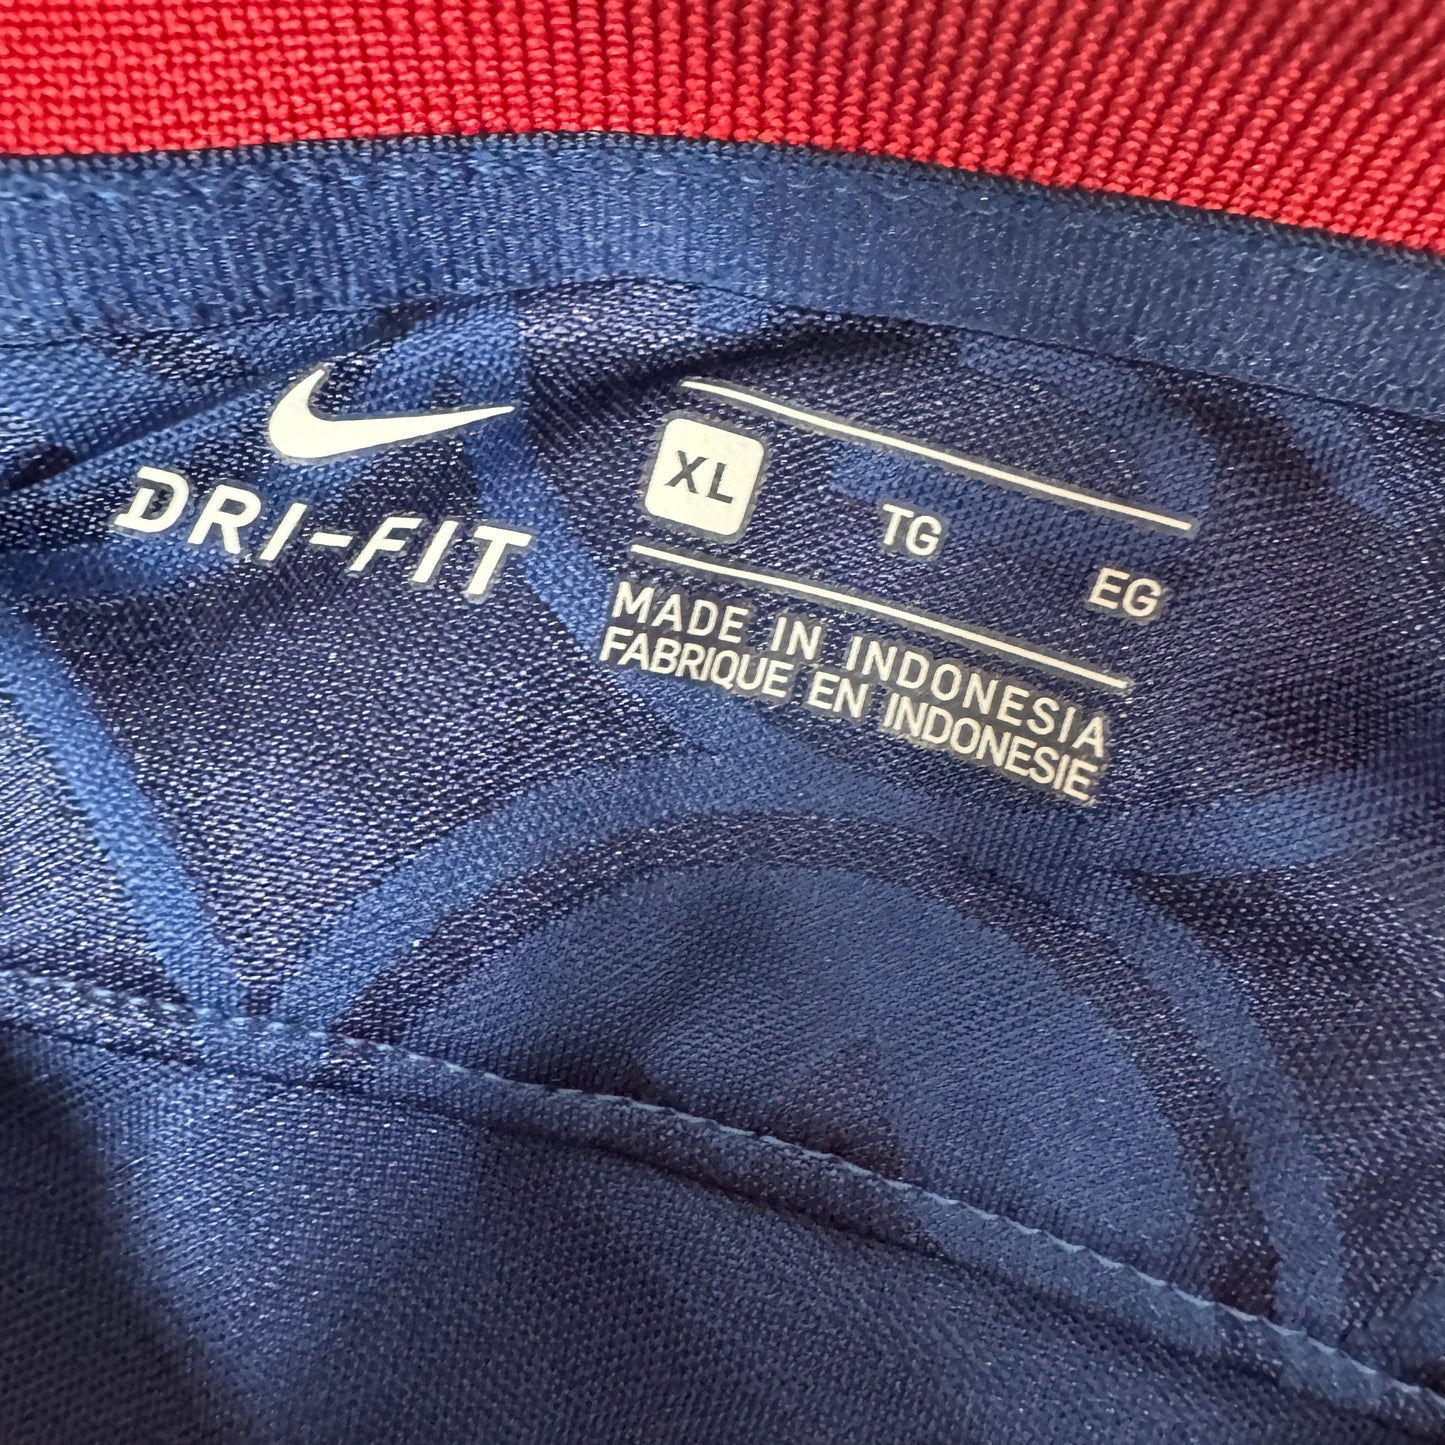 DRI-FIT
XL TG EG
MADE IN INDONESIA
FABRIQUE EN INDONESIE